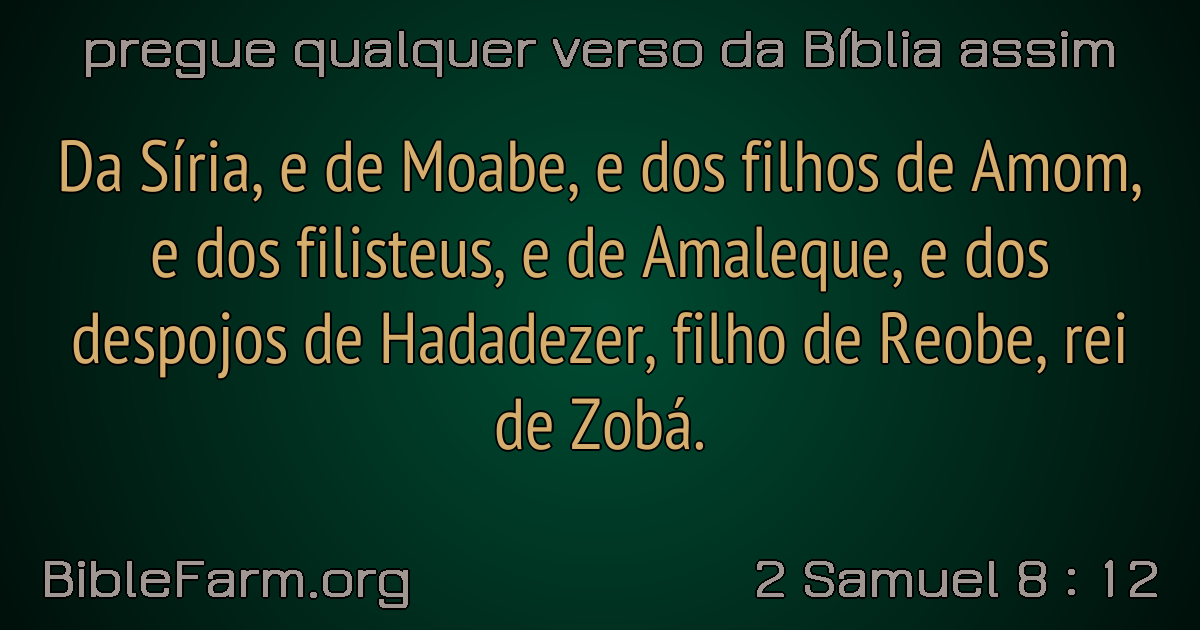 pregue qualquer verso da Bíblia assim
Da Síria, e de Moabe, e dos filhos de Amom,
e dos filisteus, e de Amaleque, e dos
despojos de Hadadezer, filho de Reobe, rei
de Zobá.
BibleFarm.org
2 Samuel 8 : 12